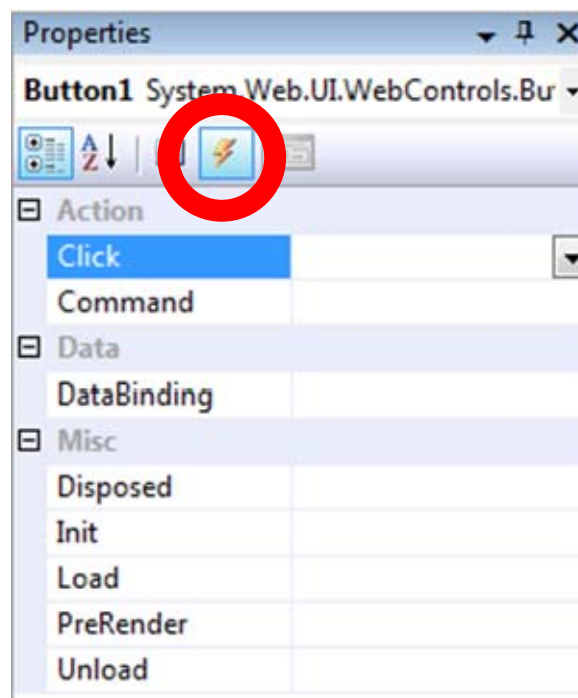 Properties
Button1 System.Web.UI.WebControls.Bu
A
Z
Action
Click
Command
Data
DataBinding
Misc
Disposed
Init
Load
PreRender
Unload